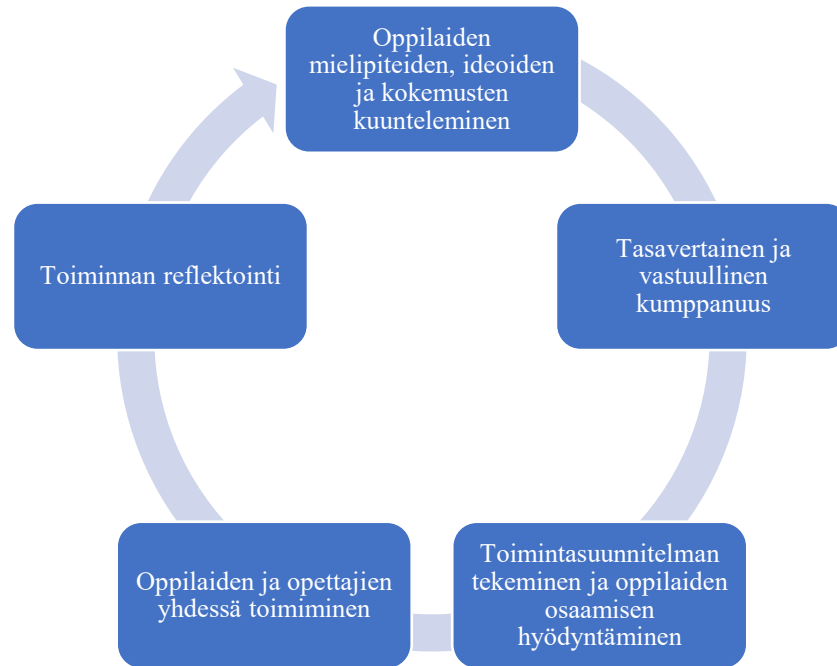 Oppilaiden
mielipiteiden, ideoiden
ja kokemusten
kuunteleminen
Tasavertainen ja
vastuullinen
kumppanuus
Toimintasuunnitelman
tekeminen ja oppilaiden
osaamisen
hyödyntäminen
Oppilaiden ja opettajien
yhdessä toimiminen
Toiminnan reflektointi